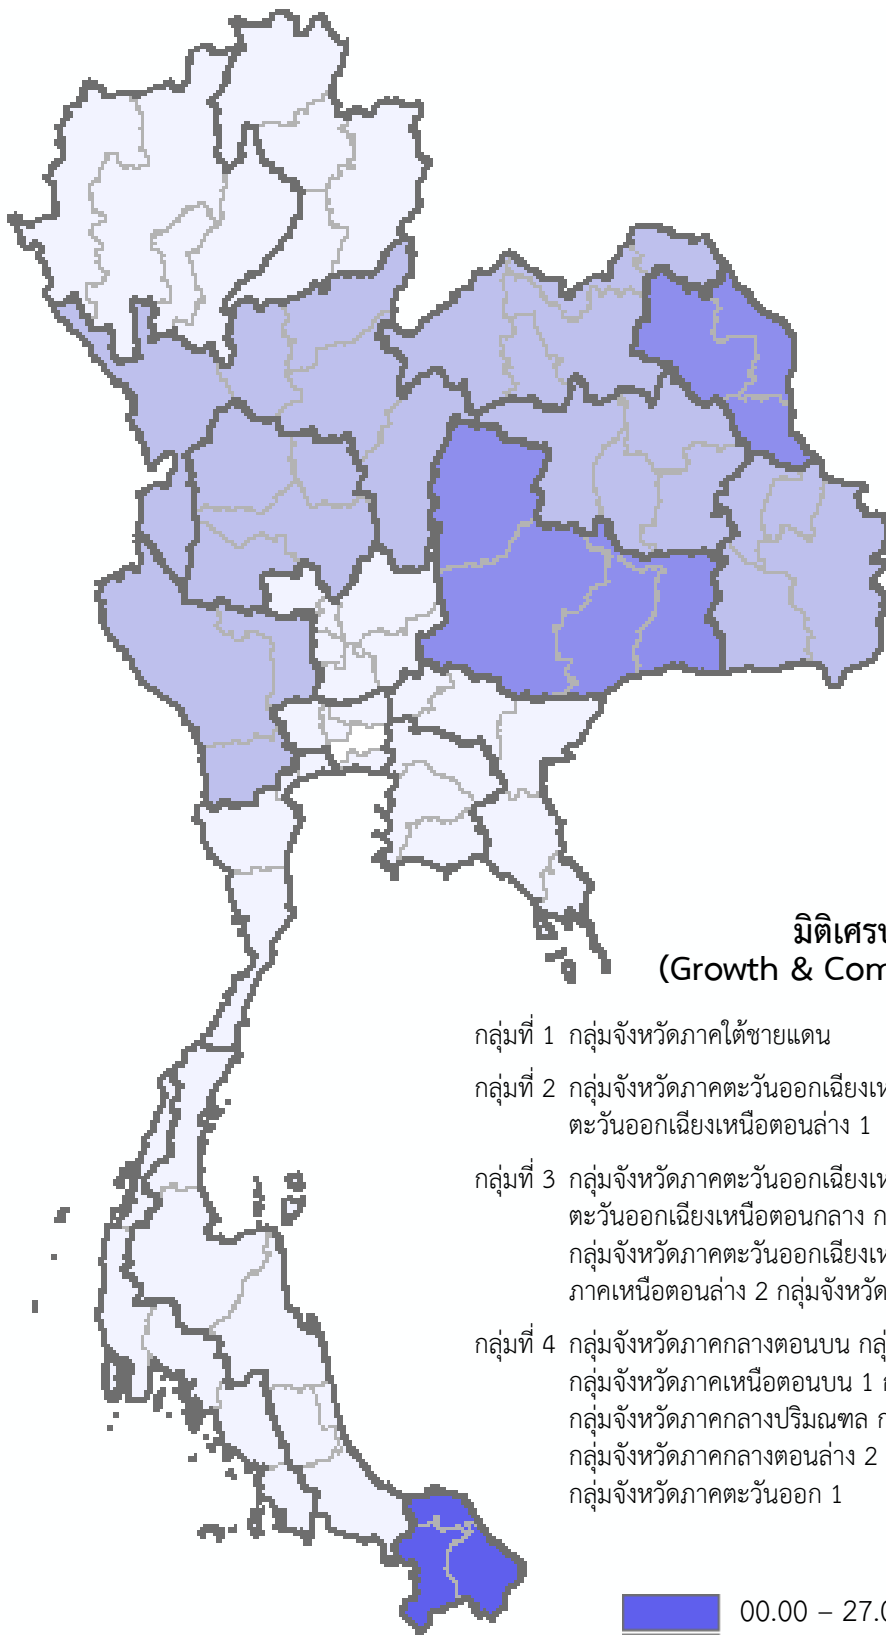 มิติเศรษ
(Growth & Com
กลุ่มที่ 1 กลุ่มจังหวัดภาคใต้ชายแดน
กลุ่มที่ 2 กลุ่มจังหวัดภาคตะวันออกเฉียงเห
ตะวันออกเฉียงเหนือตอนล่าง 1
กลุ่มที่ 3 กลุ่มจังหวัดภาคตะวันออกเฉียงเห
ตะวันออกเฉียงเหนือตอนกลาง ก
กลุ่มจังหวัดภาคตะวันออกเฉียงเห
ภาคเหนือตอนล่าง 2 กลุ่มจังหวัด
กลุ่มที่ 4 กลุ่มจังหวัดภาคกลางตอนบน กลุ่
กลุ่มจังหวัดภาคเหนือตอนบน 1 ก
กลุ่มจังหวัดภาคกลางปริมณฑล ก
กลุ่มจังหวัดภาคกลางตอนล่าง 2
กลุ่มจังหวัดภาคตะวันออก 1
00.00 – 27.0